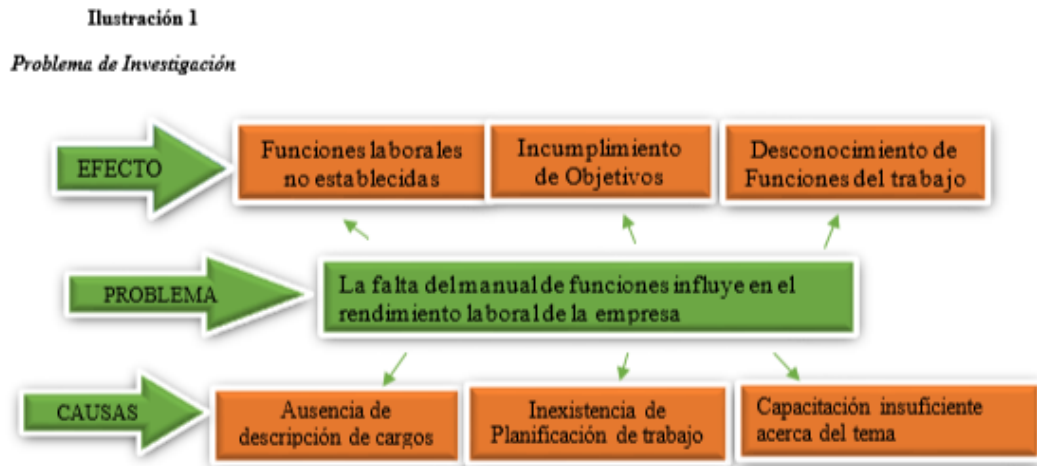 Ilustración 1
Problema de Investigación
EFECTO
Funciones laborales
no establecidas
Incumplimiento
de Objetivos
Desconocimiento de
Funciones del trabajo
PROBLEMA
La falta del manual de funciones influye en el
rendimiento laboral de la empresa
CAUSAS
Ausencia de
descripción de cargos
Inexistencia de
Planificación de trabajo
Capacitación insuficiente
acerca del tema